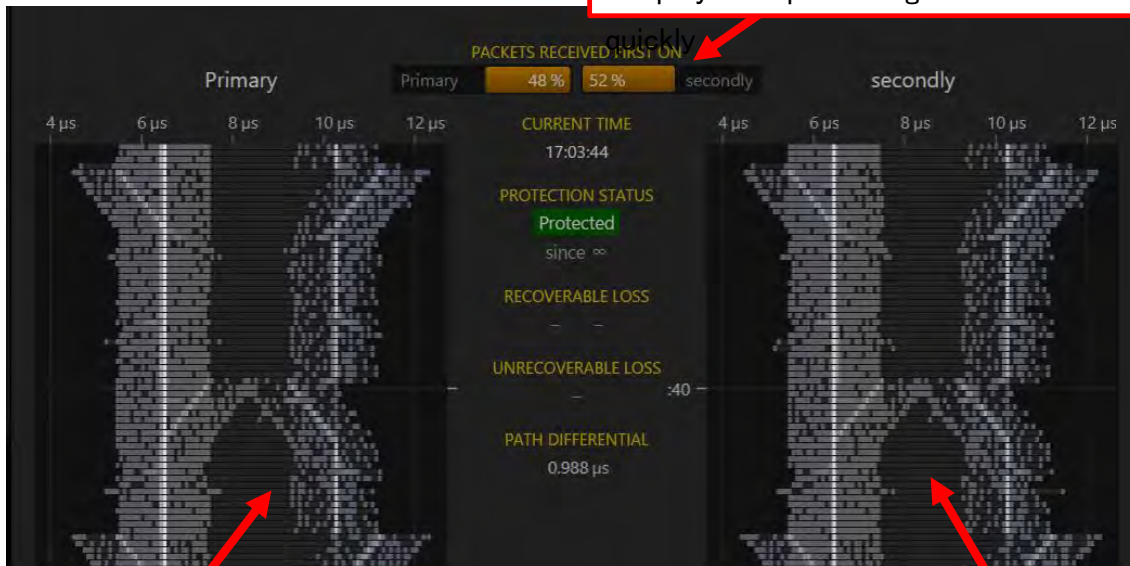 quickly
PACKETS RECEIVED FIRST ON
Primary
Primary 48 % 52 % secondly
secondly
4 µs 6 µs 8 µs 10 µs 12 µs
CURRENT TIME
4 µs 6 µs 8 µs 10 µs 12 µs
17:03:44
PROTECTION STATUS
Protected
since ∞
RECOVERABLE LOSS
– –
UNRECOVERABLE LOSS
–
:40
PATH DIFFERENTIAL
0.988 µs